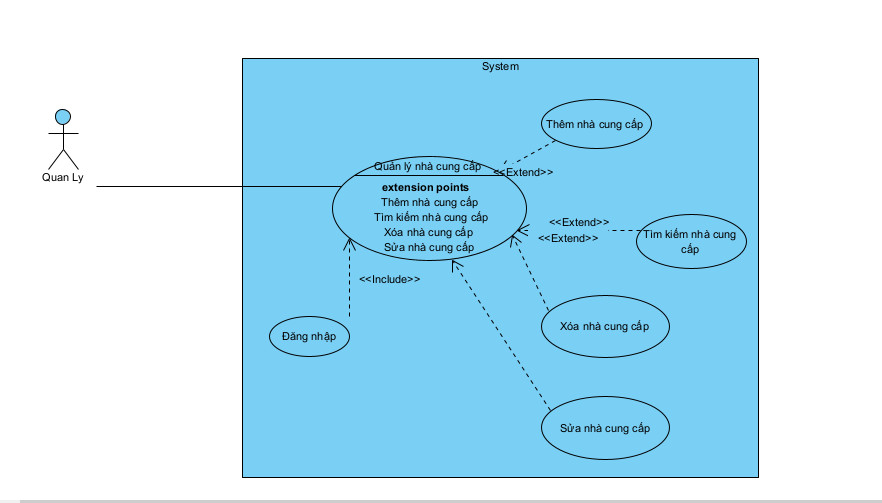 System
Thêm nhà cung cấp
Quan Ly
Quản lý nhà cung cấp
<<Extend>>
extension points
Thêm nhà cung cấp
Tìm kiếm nhà cung cấp
Xóa nhà cung cấp
Sửa nhà cung cấp
<<Extend>>
<<Extend>>
Tìm kiếm nhà cung
cấp
<<Include>>
Đăng nhập
Xóa nhà cung cấp
Sửa nhà cung cấp